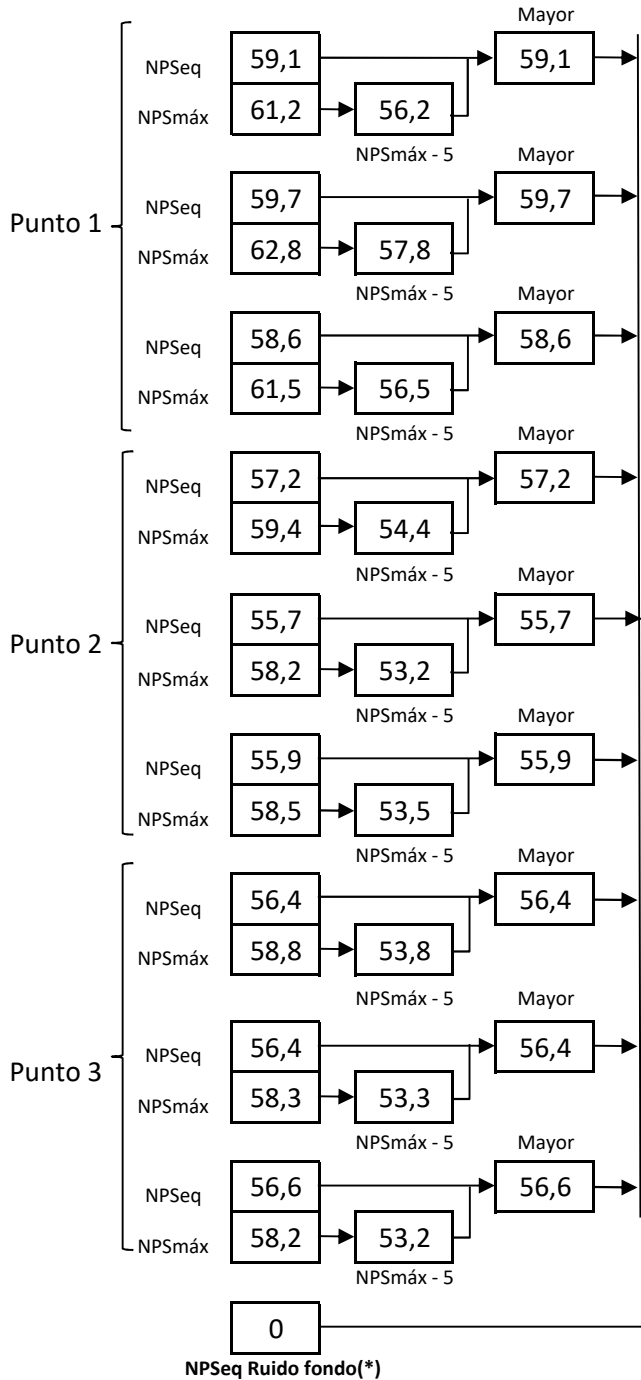 Mayor
NPSeq 59,1 59,1
NPSmáx 61,2 56,2
NPSmáx - 5 Mayor
NPSeq 59,7 59,7
Punto 1
NPSmáx 62,8 57,8
NPSmáx - 5 Mayor
NPSeq 58,6 58,6
NPSmáx 61,5 56,5
NPSmáx - 5 Mayor
NPSeq 57,2 57,2
NPSmáx 59,4 54,4
NPSmáx - 5 Mayor
NPSeq 55,7 55,7
Punto 2
NPSmáx 58,2 53,2
NPSmáx - 5 Mayor
NPSeq 55,9 55,9
NPSmáx 58,5 53,5
NPSmáx - 5 Mayor
NPSeq 56,4 56,4
NPSmáx 58,8 53,8
NPSmáx - 5 Mayor
NPSeq 56,4 56,4
Punto 3
NPSmáx 58,3 53,3
NPSmáx - 5 Mayor
NPSeq 56,6 56,6
NPSmáx 58,2 53,2
NPSmáx - 5
0
NPSeq Ruido fondo(*)